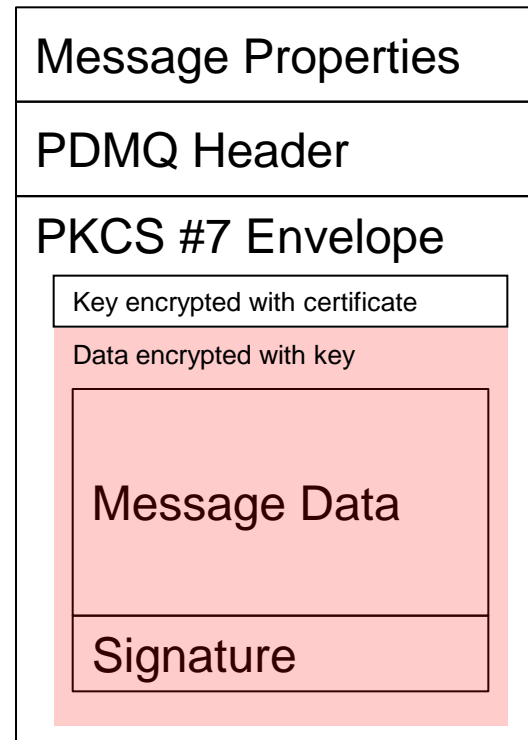 Message Properties
PDMQ Header
PKCS #7 Envelope
Key encrypted with certificate
Data encrypted with key
Message Data
Signature